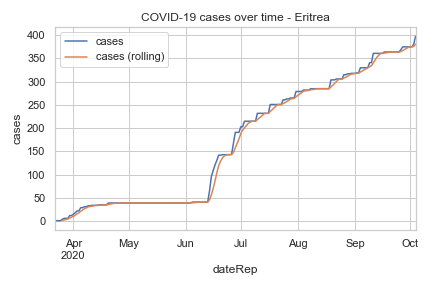 COVID-19 cases over time - Eritrea
cases
cases (rolling)
400
350
300
250
200
150
100
50
0
cases
Apr
2020
May
Jun
Jul
Aug
Sep
Oct
dateRep